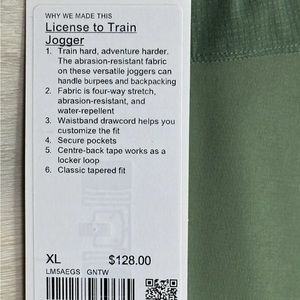 WHY WE MADE THIS
License to Train
Jogger
1. Train hard, adventure harder.
The abrasion-resistant fabric
on these versatile joggers can
handle burpees and backpacking
2. Fabric is four-way stretch,
abrasion-resistant, and
water-repellent
3. Waistband drawcord helps you
customize the fit
4. Secure pockets
5. Centre-back tape works as a
locker loop
6. Classic tapered fit
XL $128.00
LM5AEGS GNTW